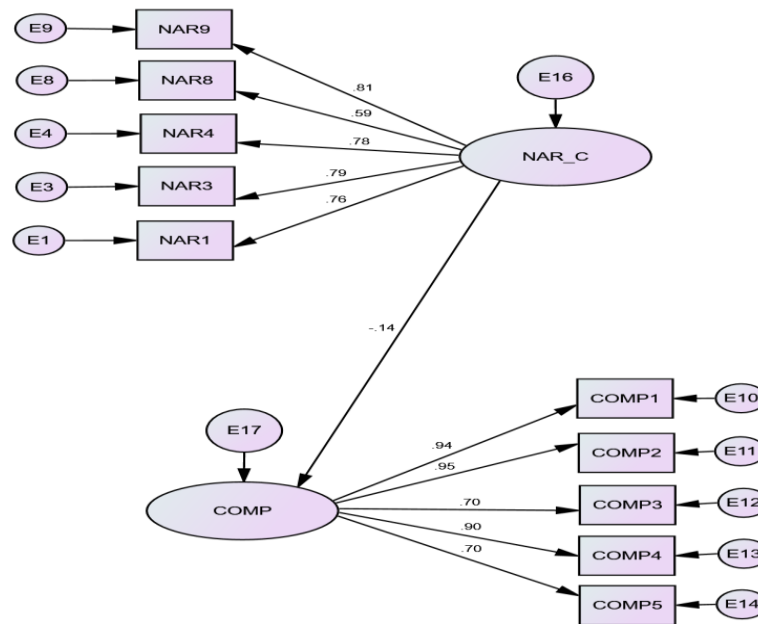 E9 NAR9
E8 NAR8
E4 NAR4
E3 NAR3
E1 NAR1
.81
.59
.78
.79
.76
E16
NAR_C
-.14
E17
COMP
.94
.95
.70
.90
.70
COMP1 E10
COMP2 E11
COMP3 E12
COMP4 E13
COMP5 E14